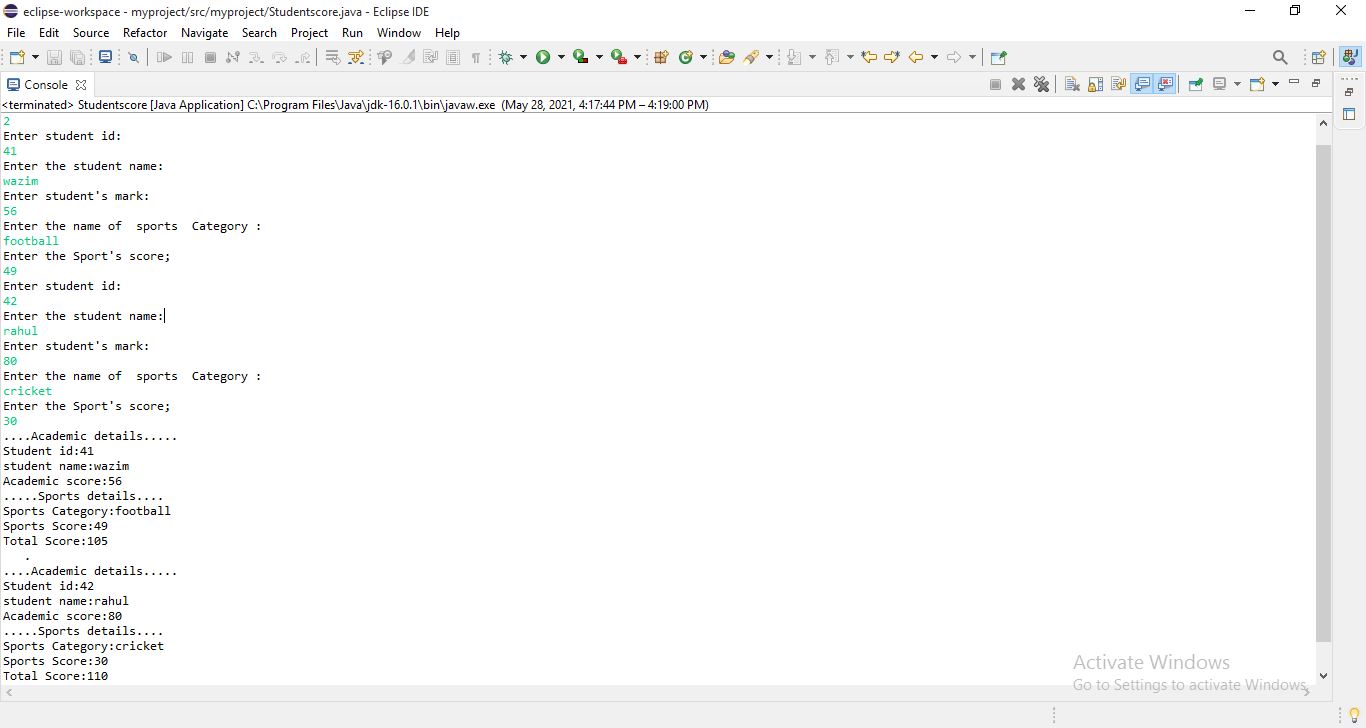 eclipse-workspace - myproject/src/myproject/Studentscore.java - Eclipse IDE
File Edit Source Refactor Navigate Search Project Run Window Help
Console
<terminated> Studentscore [Java Application] C:\Program Files\Java\jdk-16.0.1\bin\javaw.exe (May 28, 2021, 4:17:44 PM – 4:19:00 PM)
2
Enter student id:
41
Enter the student name:
wazim
Enter student's mark:
56
Enter the name of  sports  Category :
football
Enter the Sport's score;
49
Enter student id:
42
Enter the student name:
rahul
Enter student's mark:
80
Enter the name of  sports  Category :
cricket
Enter the Sport's score;
30
....Academic details.....
Student id:41
student name:wazim
Academic score:56
.....Sports details....
Sports Category:football
Sports Score:49
Total Score:105
.
....Academic details.....
Student id:42
student name:rahul
Academic score:80
.....Sports details....
Sports Category:cricket
Sports Score:30
Total Score:110
Activate Windows
Go to Settings to activate Windows.